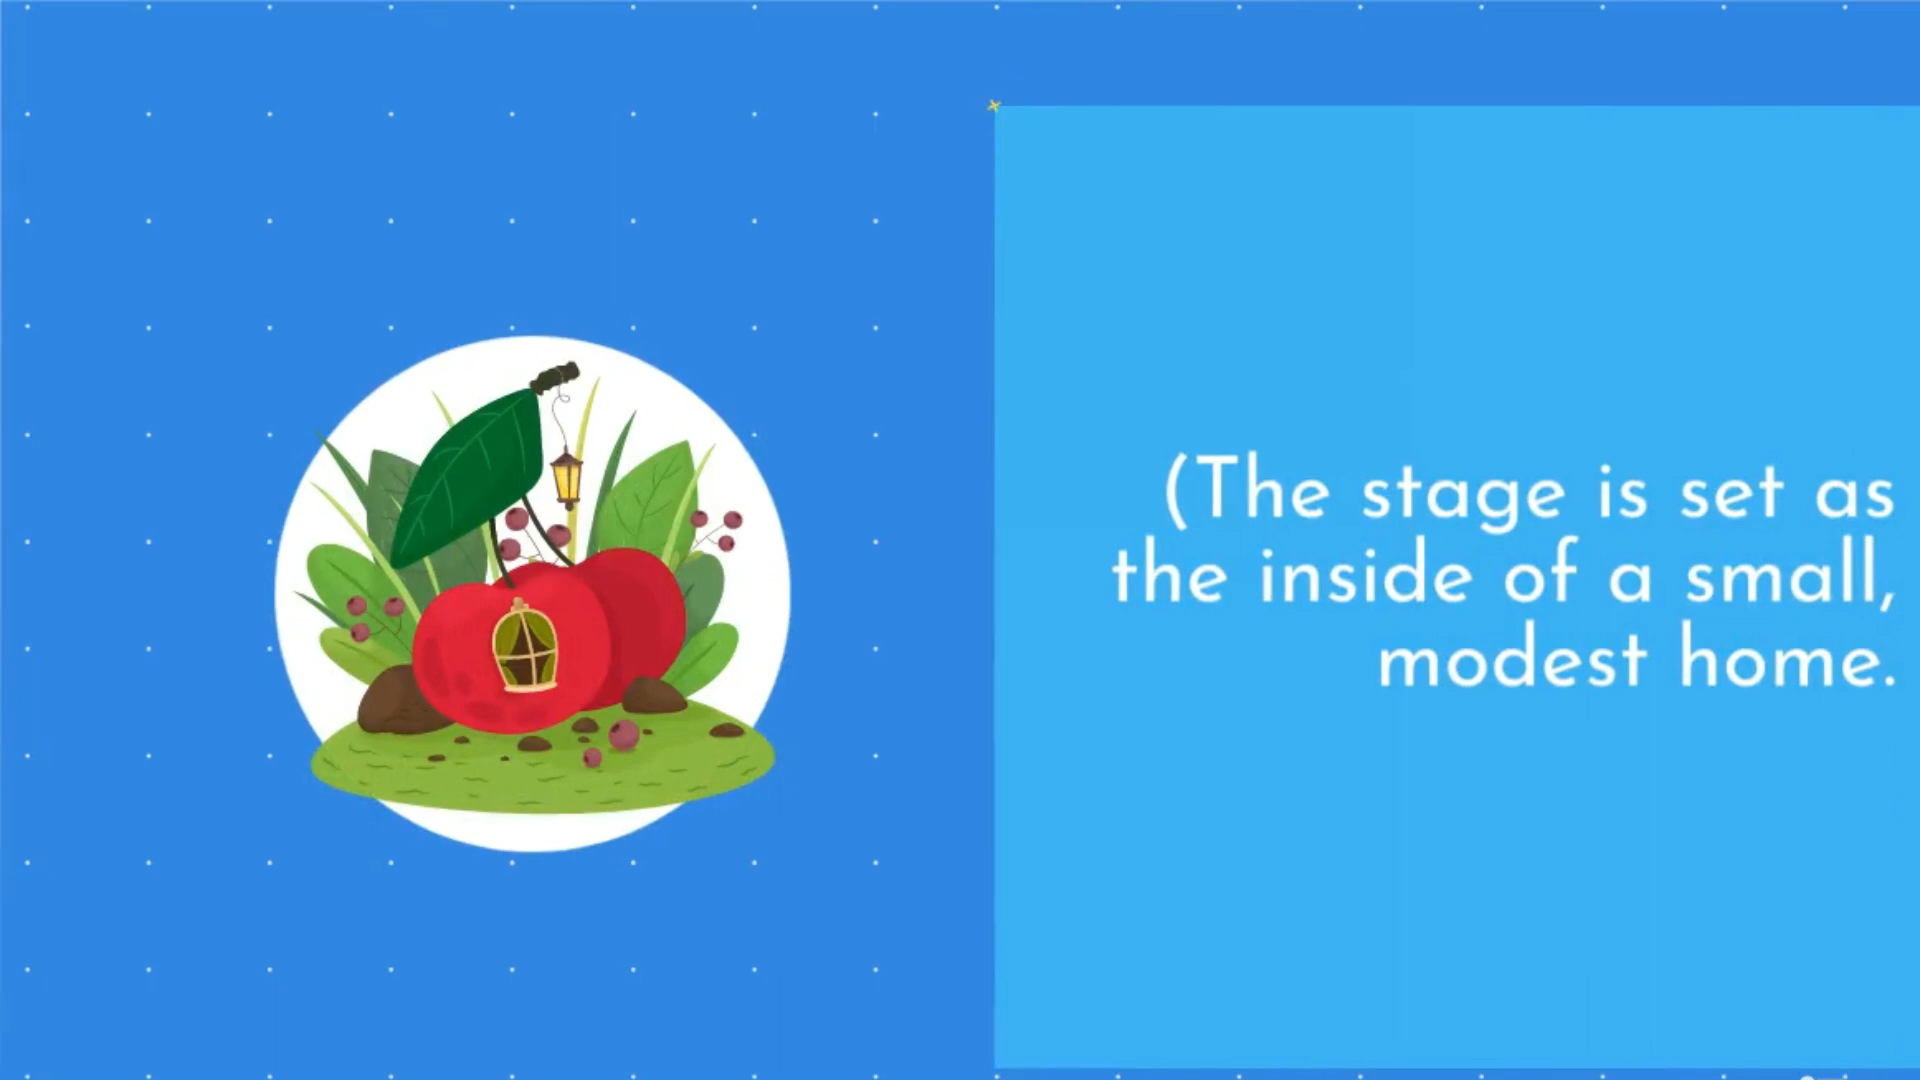 (The stage is set as
the inside of a small,
modest home.